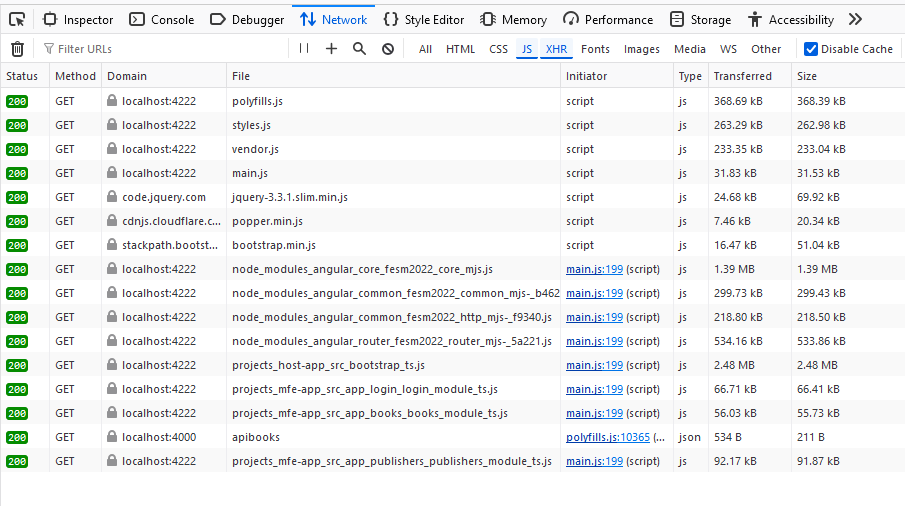 Inspector Console Debugger Network Style Editor Memory Performance Storage Accessibility
Filter URLs All HTML CSS JS XHR Fonts Images Media WS Other Disable Cache
Status Method Domain File Initiator Type Transferred Size
200 GET localhost:4222 polyfills.js script js 368.69 kB 368.39 kB
200 GET localhost:4222 styles.js script js 263.29 kB 262.98 kB
200 GET localhost:4222 vendor.js script js 233.35 kB 233.04 kB
200 GET localhost:4222 main.js script js 31.83 kB 31.53 kB
200 GET code.jquery.com jquery-3.3.1.slim.min.js script js 24.68 kB 69.92 kB
200 GET cdnjs.cloudflare.c... popper.min.js script js 7.46 kB 20.34 kB
200 GET stackpath.bootst... bootstrap.min.js script js 16.47 kB 51.04 kB
200 GET localhost:4222 node_modules_angular_core_fesm2022_core_mjs.js main.js:199 (script) js 1.39 MB 1.39 MB
200 GET localhost:4222 node_modules_angular_common_fesm2022_common_mjs-_b462 main.js:199 (script) js 299.73 kB 299.43 kB
200 GET localhost:4222 node_modules_angular_common_fesm2022_http_mjs-_f9340.js main.js:199 (script) js 218.80 kB 218.50 kB
200 GET localhost:4222 node_modules_angular_router_fesm2022_router_mjs-_5a221.js main.js:199 (script) js 534.16 kB 533.86 kB
200 GET localhost:4222 projects_host-app_src_bootstrap_ts.js main.js:199 (script) js 2.48 MB 2.48 MB
200 GET localhost:4222 projects_mfe-app_src_app_login_login_module_ts.js main.js:199 (script) js 66.71 kB 66.41 kB
200 GET localhost:4222 projects_mfe-app_src_app_books_books_module_ts.js main.js:199 (script) js 56.03 kB 55.73 kB
200 GET localhost:4000 apibooks polyfills.js:10365 (... json 534 B 211 B
200 GET localhost:4222 projects_mfe-app_src_app_publishers_publishers_module_ts.js main.js:199 (script) js 92.17 kB 91.87 kB